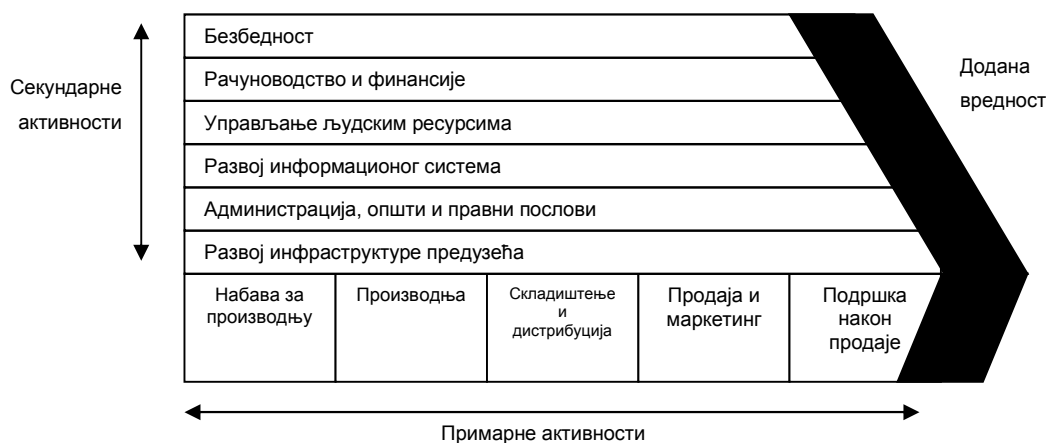 Безбедност
Рачуноводство и финансије
Секундарне
активности
Управљање људским ресурсима
Развој информационог система
Администрација, општи и правни послови
Развој инфраструктуре предузећа
Додана
вредност
Набава за
производњу
Производња
Складиштење
и
дистрибуција
Продаја и
маркетинг
Подршка
након
продаје
Примарне активности